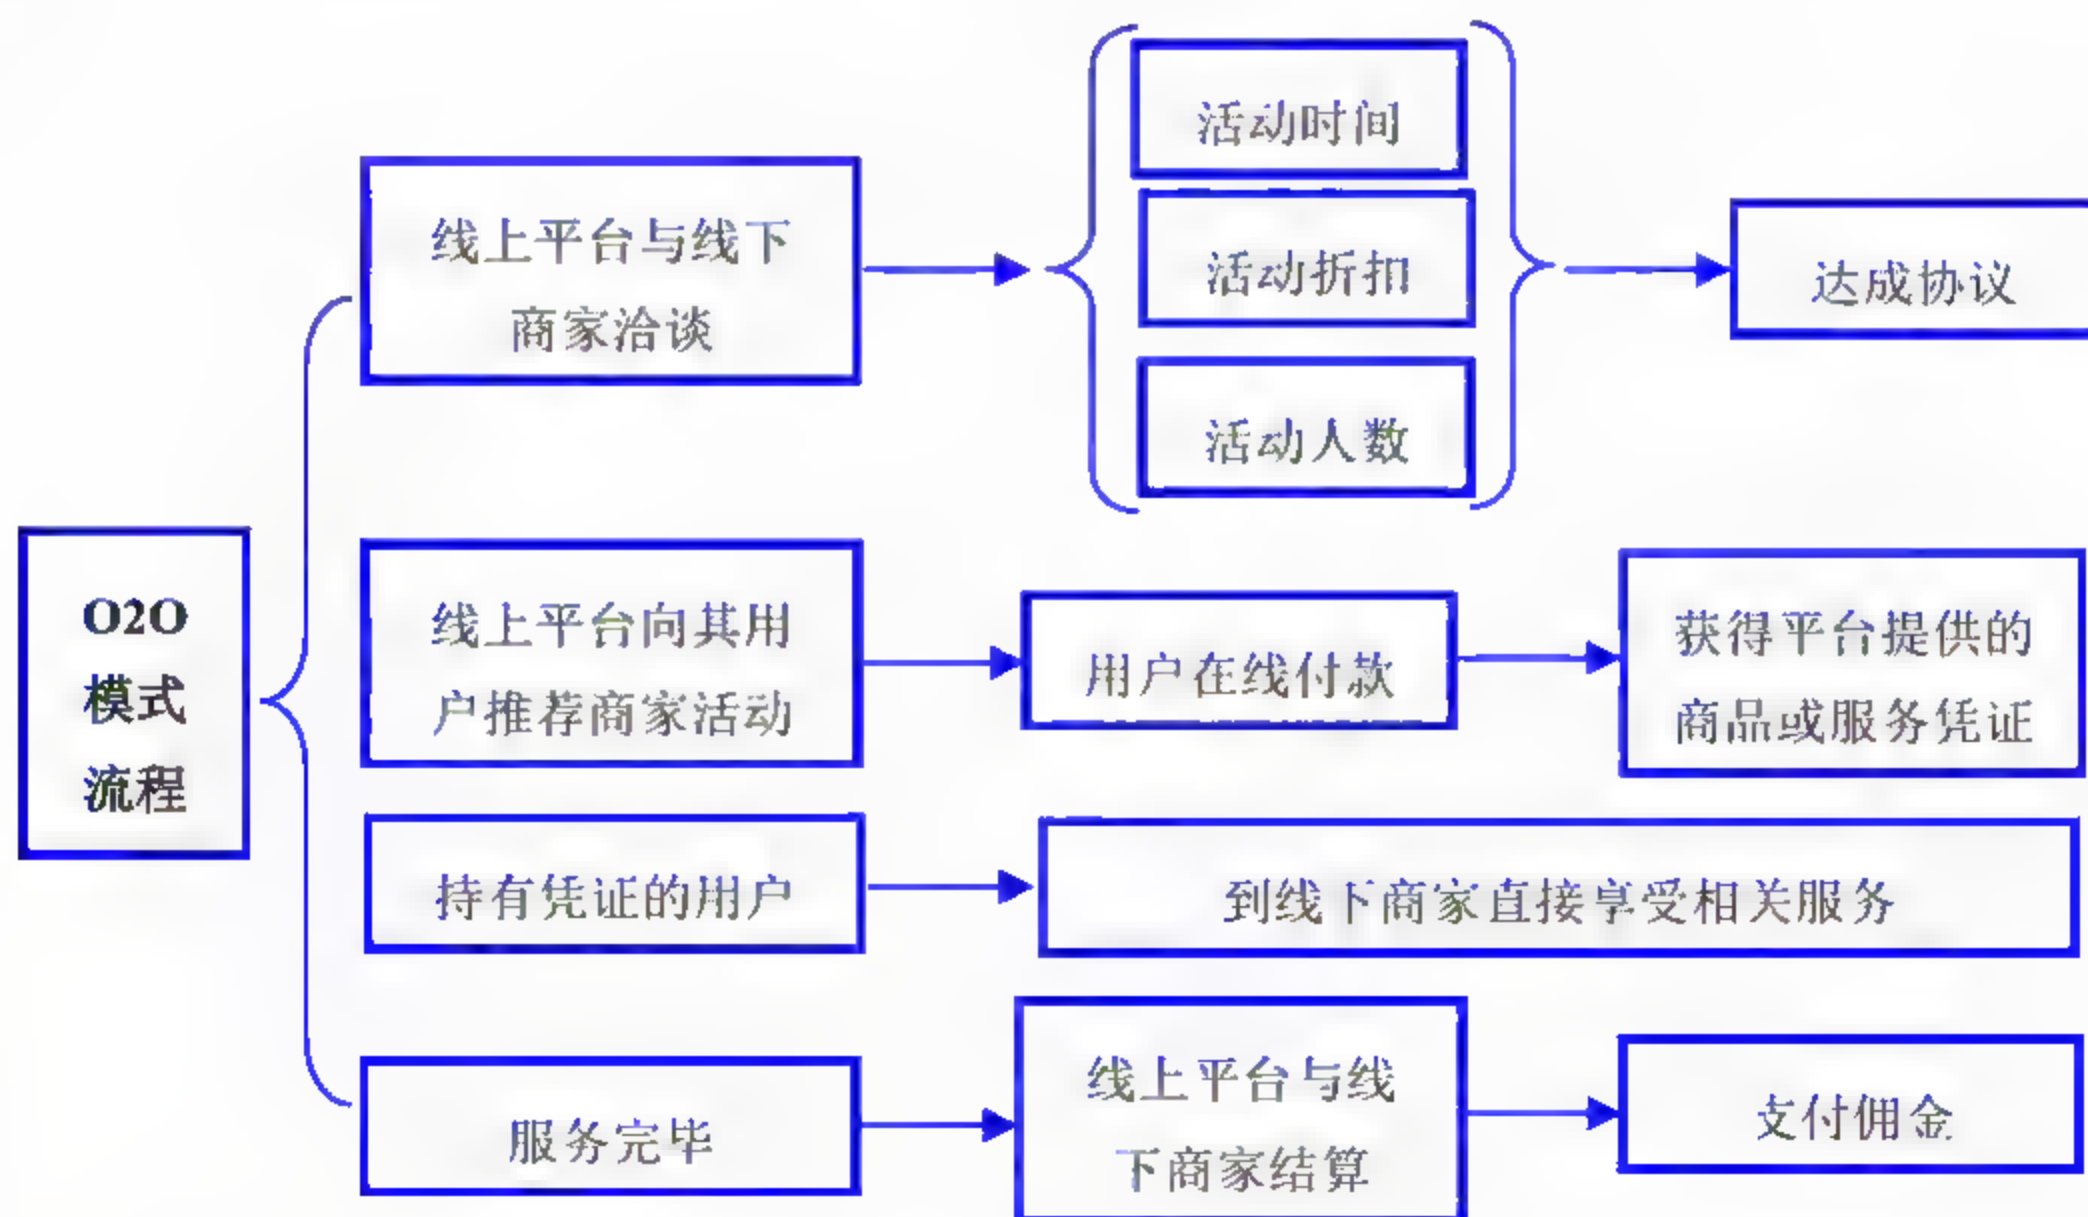 O2O
模式
流程
线上平台与线下
商家洽谈
活动时间
活动折扣
活动人数
达成协议
线上平台向其用
户推荐商家活动
用户在线付款
获得平台提供的
商品或服务凭证
持有凭证的用户
到线下商家直接享受相关服务
服务完毕
线上平台与线
下商家结算
支付佣金